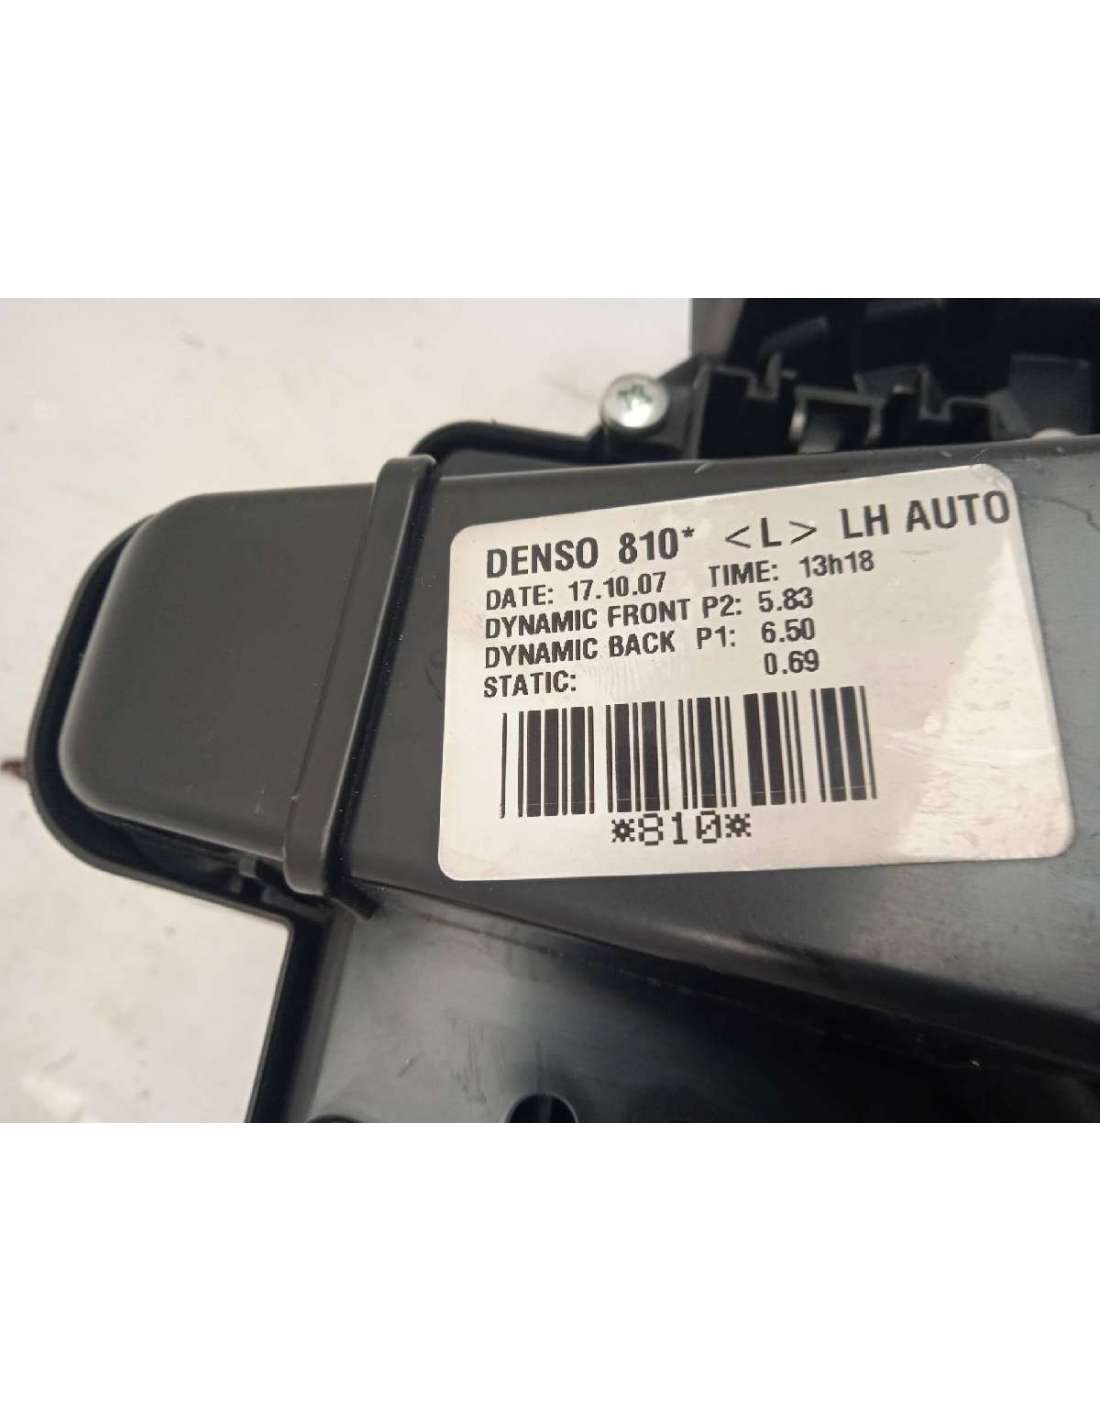 DENSO 810* <L> LH AUTO
DATE: 17.10.07 TIME: 13h18
DYNAMIC FRONT P2: 5.83
DYNAMIC BACK P1: 6.50
STATIC: 0.69
*810*